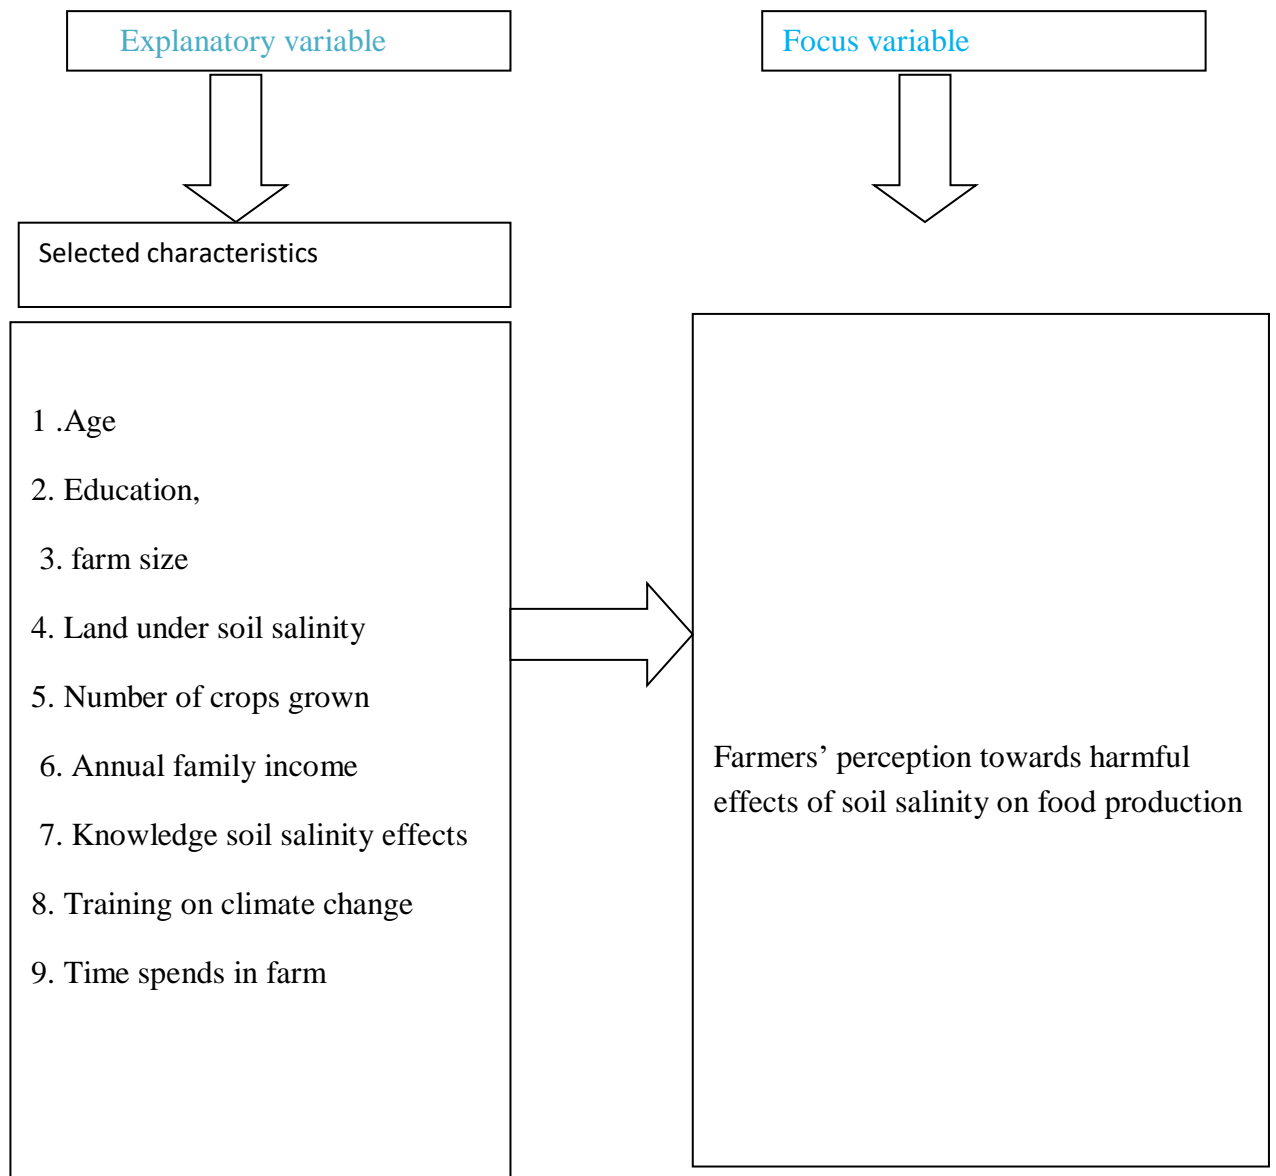 Explanatory variable
Focus variable
Selected characteristics
1 .Age
2. Education,
3. farm size
4. Land under soil salinity
5. Number of crops grown
6. Annual family income
7. Knowledge soil salinity effects
8. Training on climate change
9. Time spends in farm
Farmers’ perception towards harmful
effects of soil salinity on food production